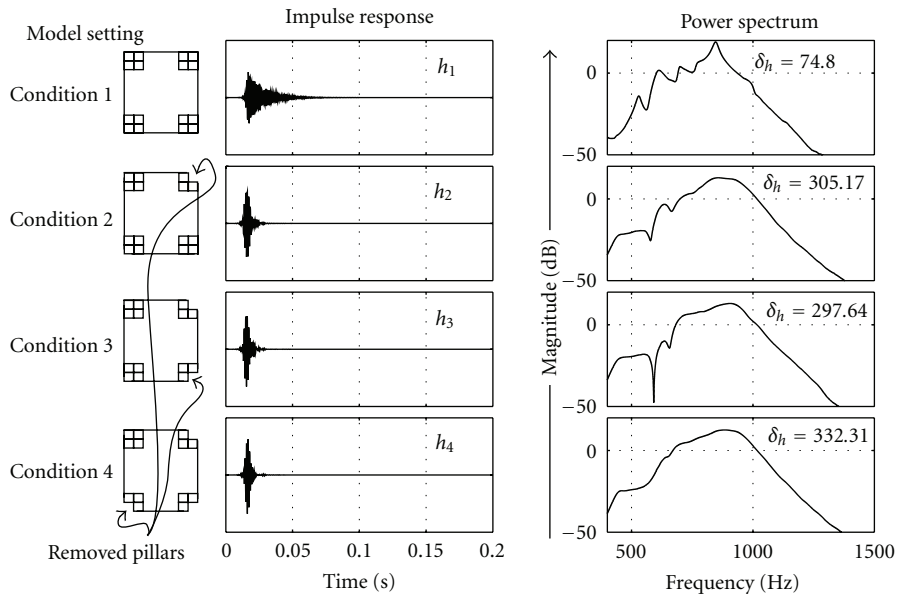 Model setting
Impulse response
Power spectrum
Condition 1
h1
δh = 74.8
0
−50
Condition 2
h2
δh = 305.17
0
−50
Condition 3
h3
δh = 297.64
0
−50
Condition 4
h4
δh = 332.31
0
−50
Magnitude (dB)
Removed pillars
0
0.05
0.1
0.15
0.2
Time (s)
500
1000
1500
Frequency (Hz)